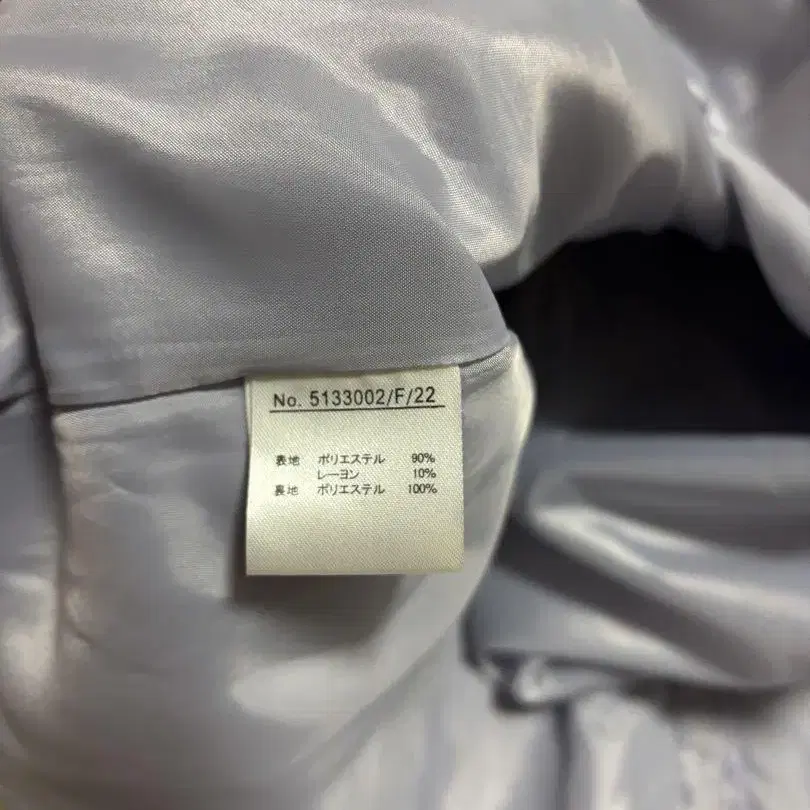 No. 5133002/F/22
表地 ポリエステル 90%
レーヨン 10%
裏地 ポリエステル 100%